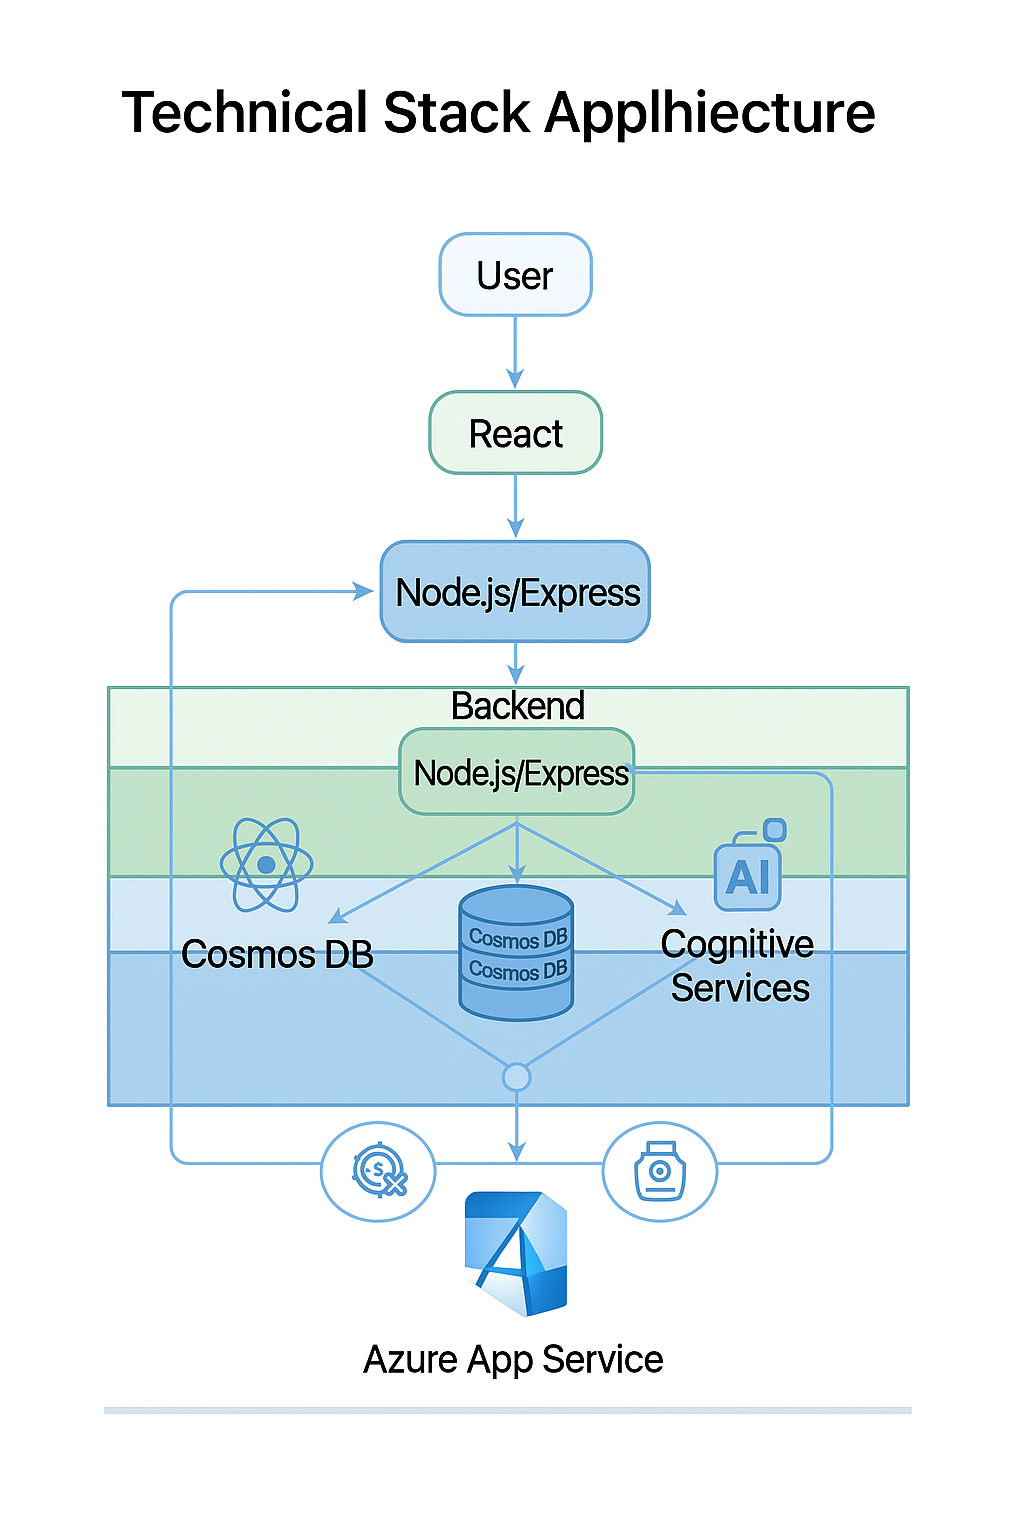 Technical Stack Applhiecture
User
React
Node.js/Express
Backend
Node.js/Express
AI
Cosmos DB
Cosmos DB
Cosmos DB
Cognitive
Services
$
Azure App Service